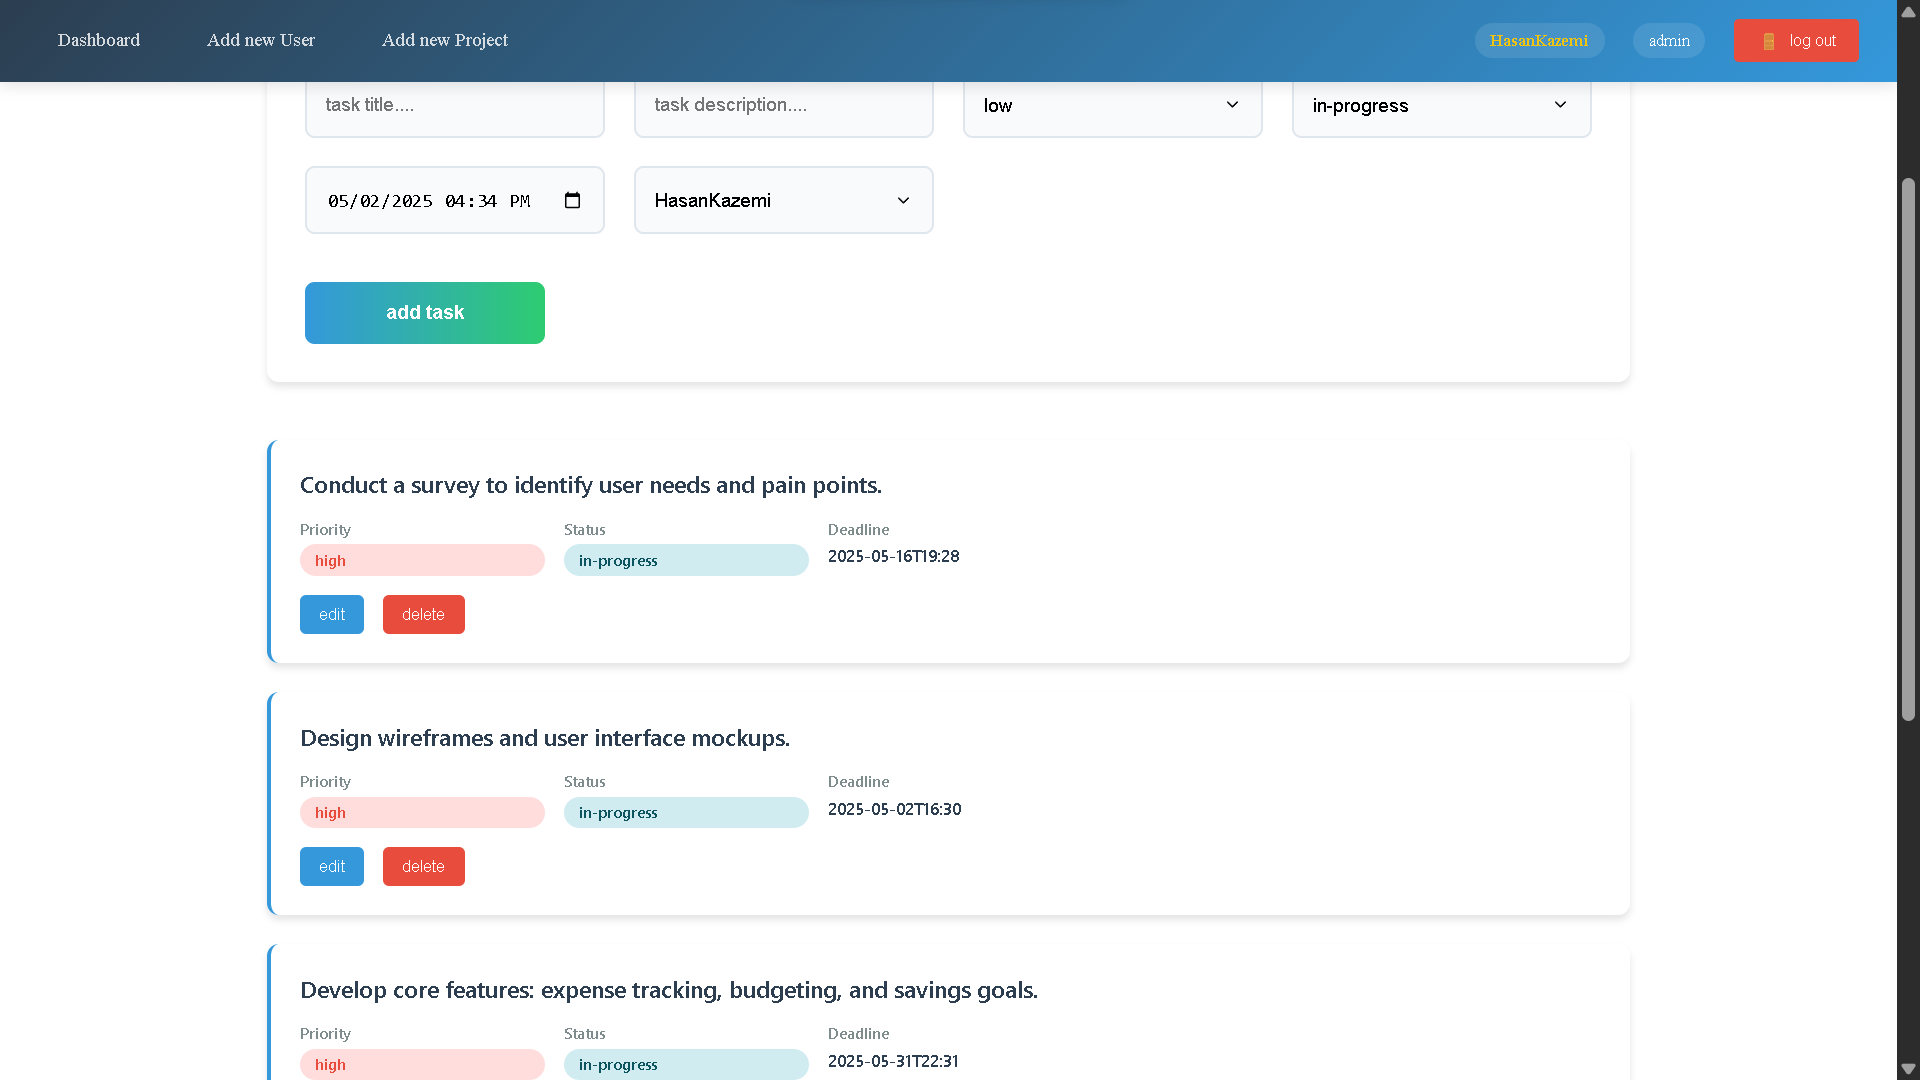 Dashboard Add new User Add new Project HasanKazemi admin log out
task title.... task description.... low in-progress
05/02/2025 04:34 PM HasanKazemi
add task
Conduct a survey to identify user needs and pain points.
Priority Status Deadline
high in-progress 2025-05-16T19:28
edit delete
Design wireframes and user interface mockups.
Priority Status Deadline
high in-progress 2025-05-02T16:30
edit delete
Develop core features: expense tracking, budgeting, and savings goals.
Priority Status Deadline
high in-progress 2025-05-31T22:31